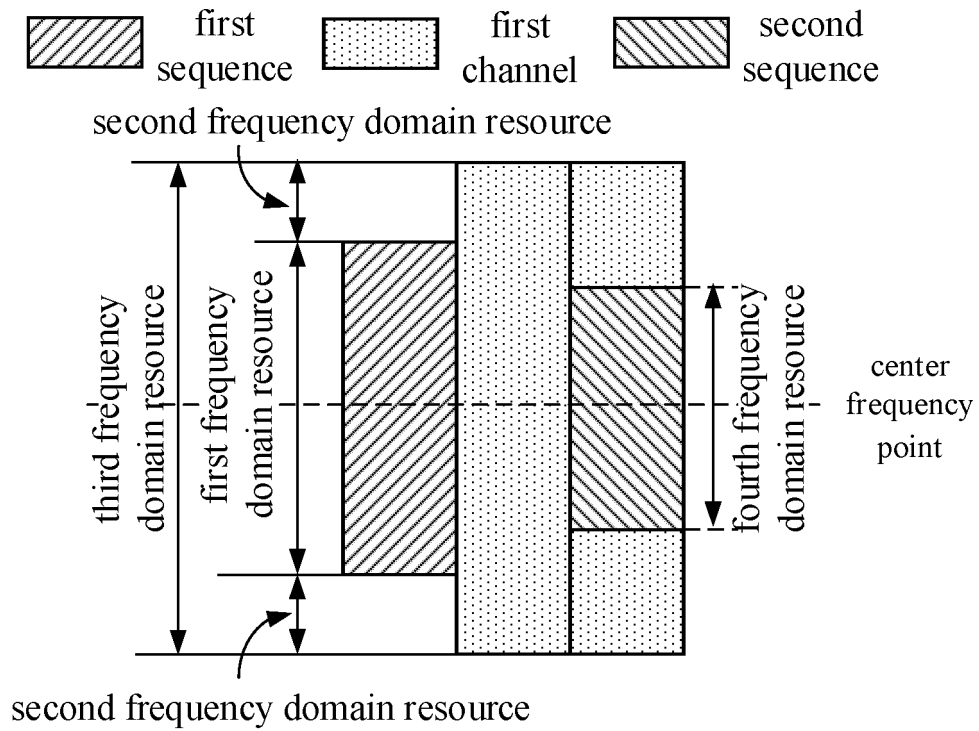 first
sequence
first
channel
second
sequence
second frequency domain resource
third frequency
domain resource
first frequency
domain resource
fourth frequency
domain resource
center
frequency
point
second frequency domain resource